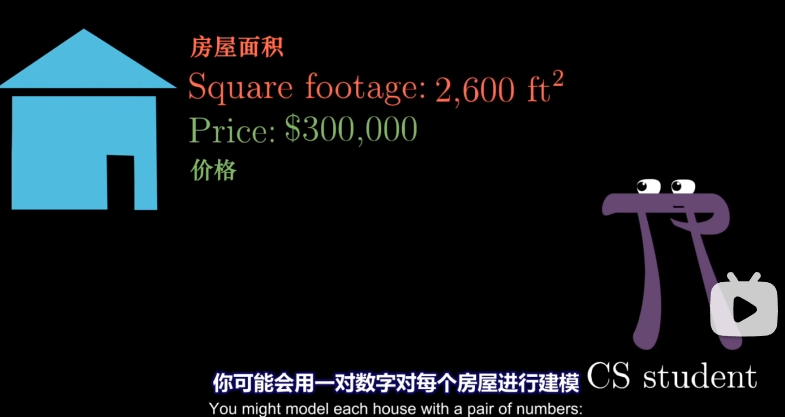 房屋面积
Square footage: 2,600 ft²
Price: $300,000
价格
CS student
你可能会用一对数字对每个房屋进行建模
You might model each house with a pair of numbers: